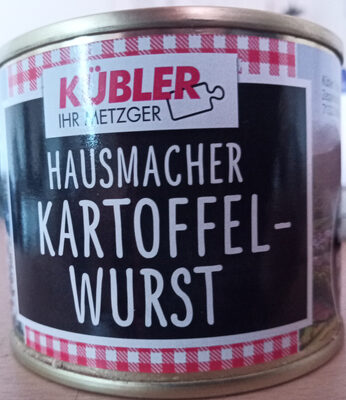 KÜBLER
IHR METZGER
HAUSMACHER
KARTOFFEL-
WURST